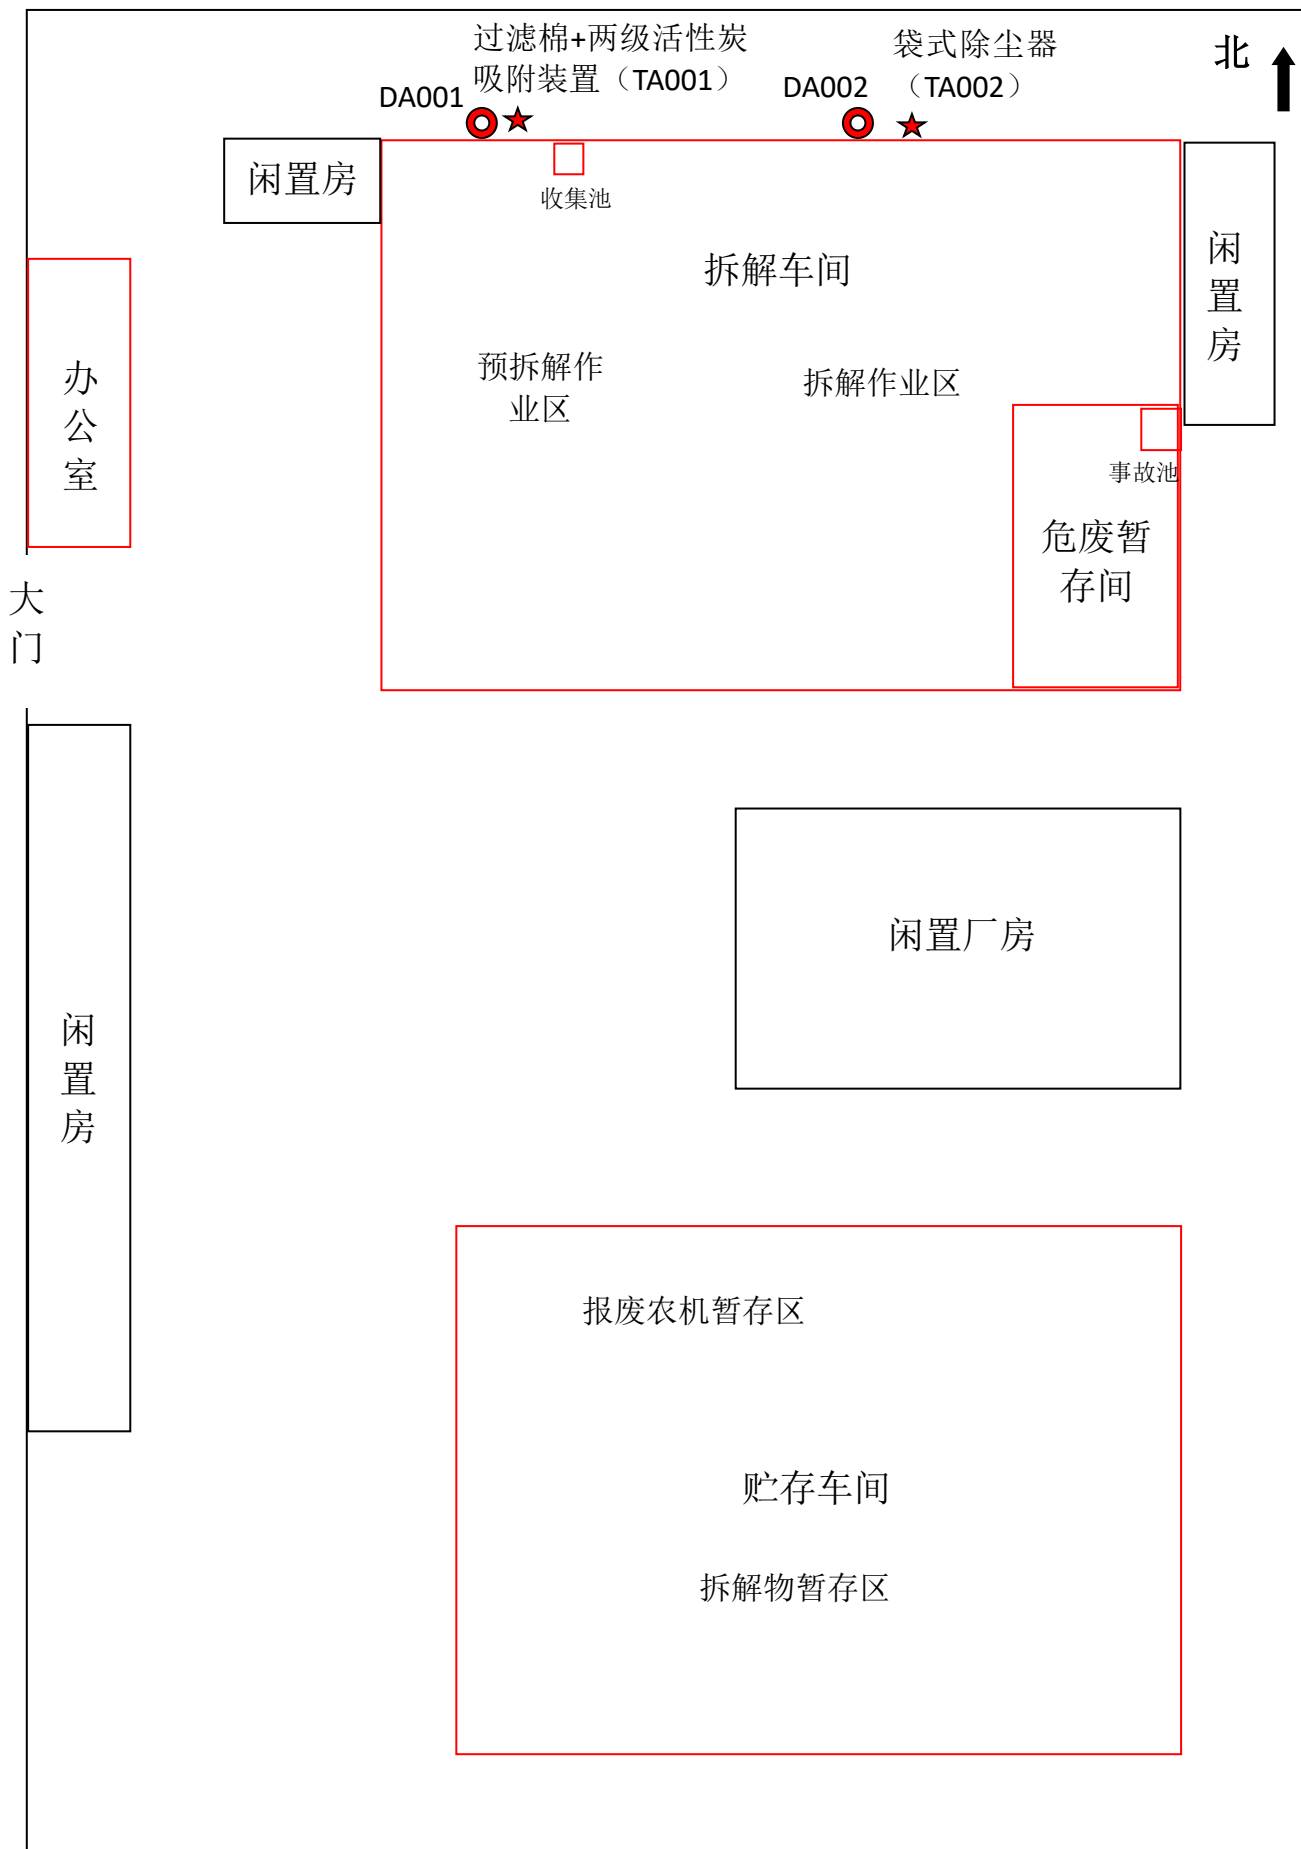 过滤棉+两级活性炭
吸附装置（TA001）
袋式除尘器
（TA002）
北
DA001
DA002
闲置房
收集池
闲置房
拆解车间
办公室
预拆解作
业区
拆解作业区
事故池
危废暂
存间
大门
闲置厂房
闲置房
报废农机暂存区
贮存车间
拆解物暂存区